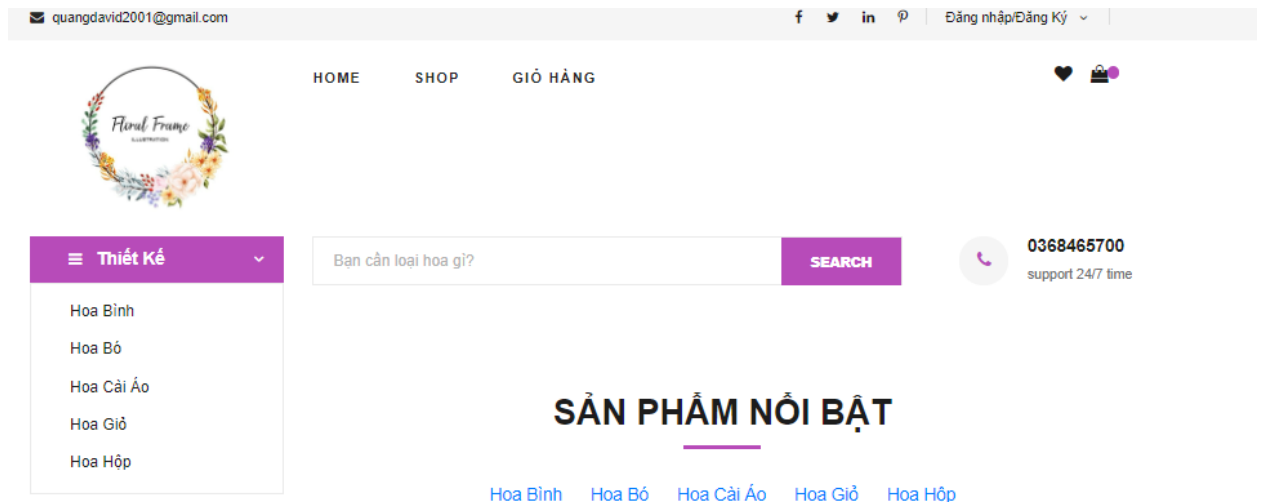 quangdavid2001@gmail.com
Đăng nhập/Đăng Ký
HOME SHOP GIỎ HÀNG
Floral Frame
ILLUSTRATION
Thiết Kế
Bạn cần loại hoa gì?
SEARCH
0368465700
support 24/7 time
Hoa Bình
Hoa Bó
Hoa Cài Áo
Hoa Giỏ
Hoa Hộp
SẢN PHẨM NỔI BẬT
Hoa Bình Hoa Bó Hoa Cài Áo Hoa Giỏ Hoa Hộp